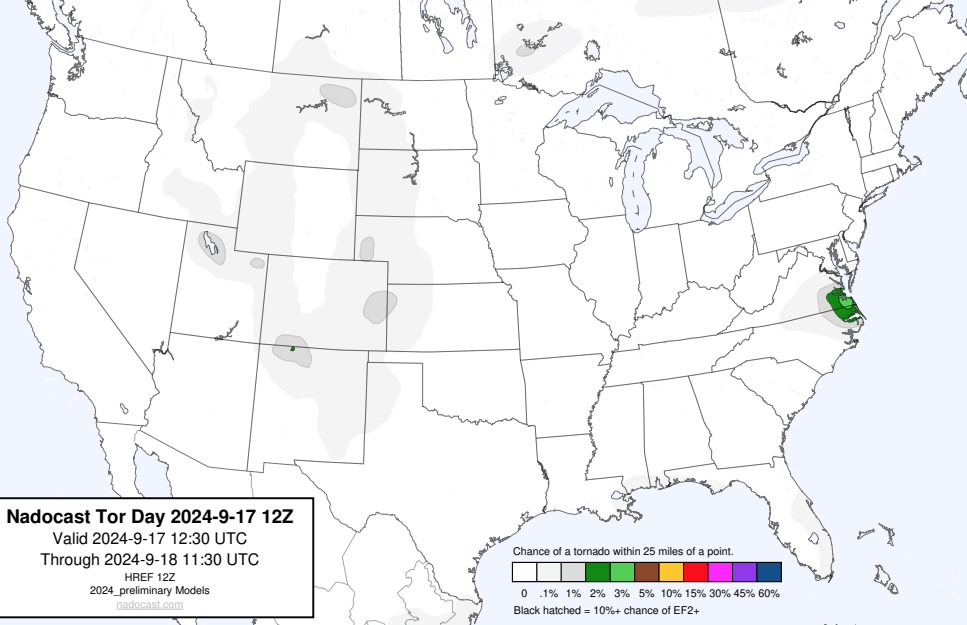 Nadocast Tor Day 2024-9-17 12Z
Valid 2024-9-17 12:30 UTC
Through 2024-9-18 11:30 UTC
HREF 12Z
2024_preliminary Models
nadocast.com
Chance of a tornado within 25 miles of a point.
0 .1% 1% 2% 3% 5% 10% 15% 30% 45% 60%
Black hatched = 10%+ chance of EF2+